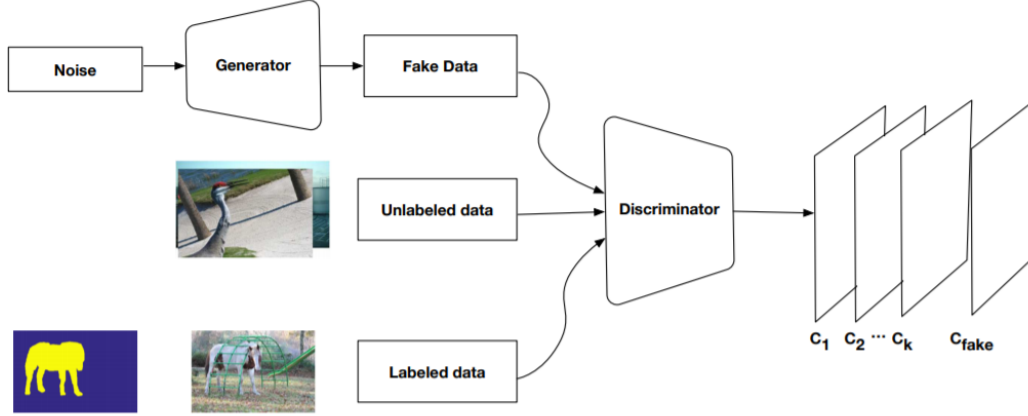 Noise
Generator
Fake Data
Unlabeled data
Discriminator
Labeled data
C1 C2 ... Ck Cfake